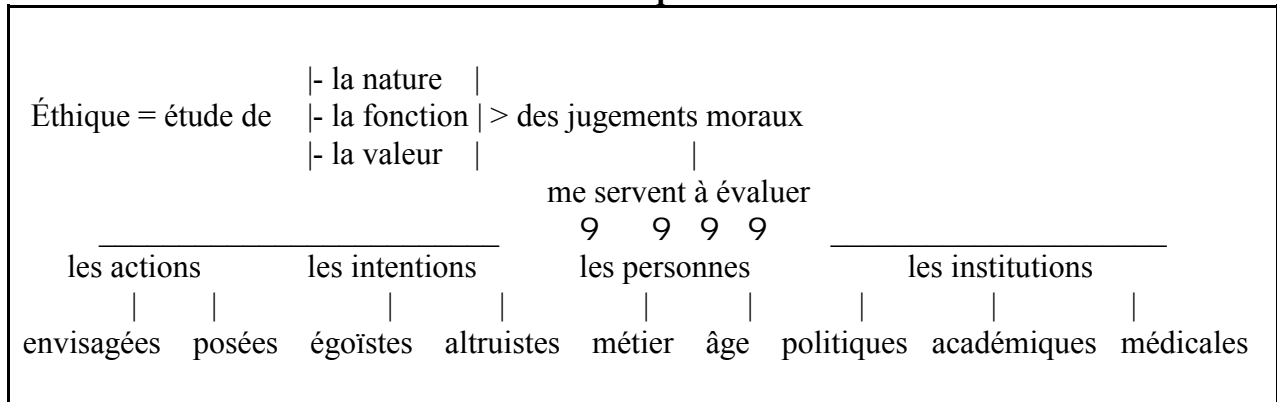 |- la nature |
Éthique = étude de |- la fonction | > des jugements moraux
|- la valeur | |
me servent à évaluer
9 9 9 9
les actions les intentions les personnes les institutions
| | | | | | | | |
envisagées posées égoïstes altruistes métier âge politiques académiques médicales